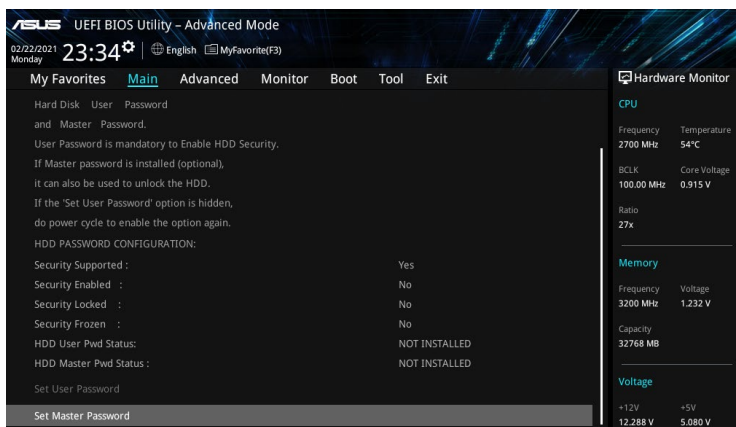 ASUS UEFI BIOS Utility – Advanced Mode
02/22/2021
Monday
23:34
English
MyFavorite(F3)
My Favorites Main Advanced Monitor Boot Tool Exit
Hard Disk User Password
and Master Password.
User Password is mandatory to Enable HDD Security.
If Master password is installed (optional),
it can also be used to unlock the HDD.
If the 'Set User Password' option is hidden,
do power cycle to enable the option again.
HDD PASSWORD CONFIGURATION:
Security Supported : Yes
Security Enabled : No
Security Locked : No
Security Frozen : No
HDD User Pwd Status: NOT INSTALLED
HDD Master Pwd Status : NOT INSTALLED
Set User Password
Set Master Password
Hardware Monitor
CPU
Frequency Temperature
2700 MHz 54°C
BCLK Core Voltage
100.00 MHz 0.915 V
Ratio
27x
Memory
Frequency Voltage
3200 MHz 1.232 V
Capacity
32768 MB
Voltage
+12V +5V
12.288 V 5.080 V